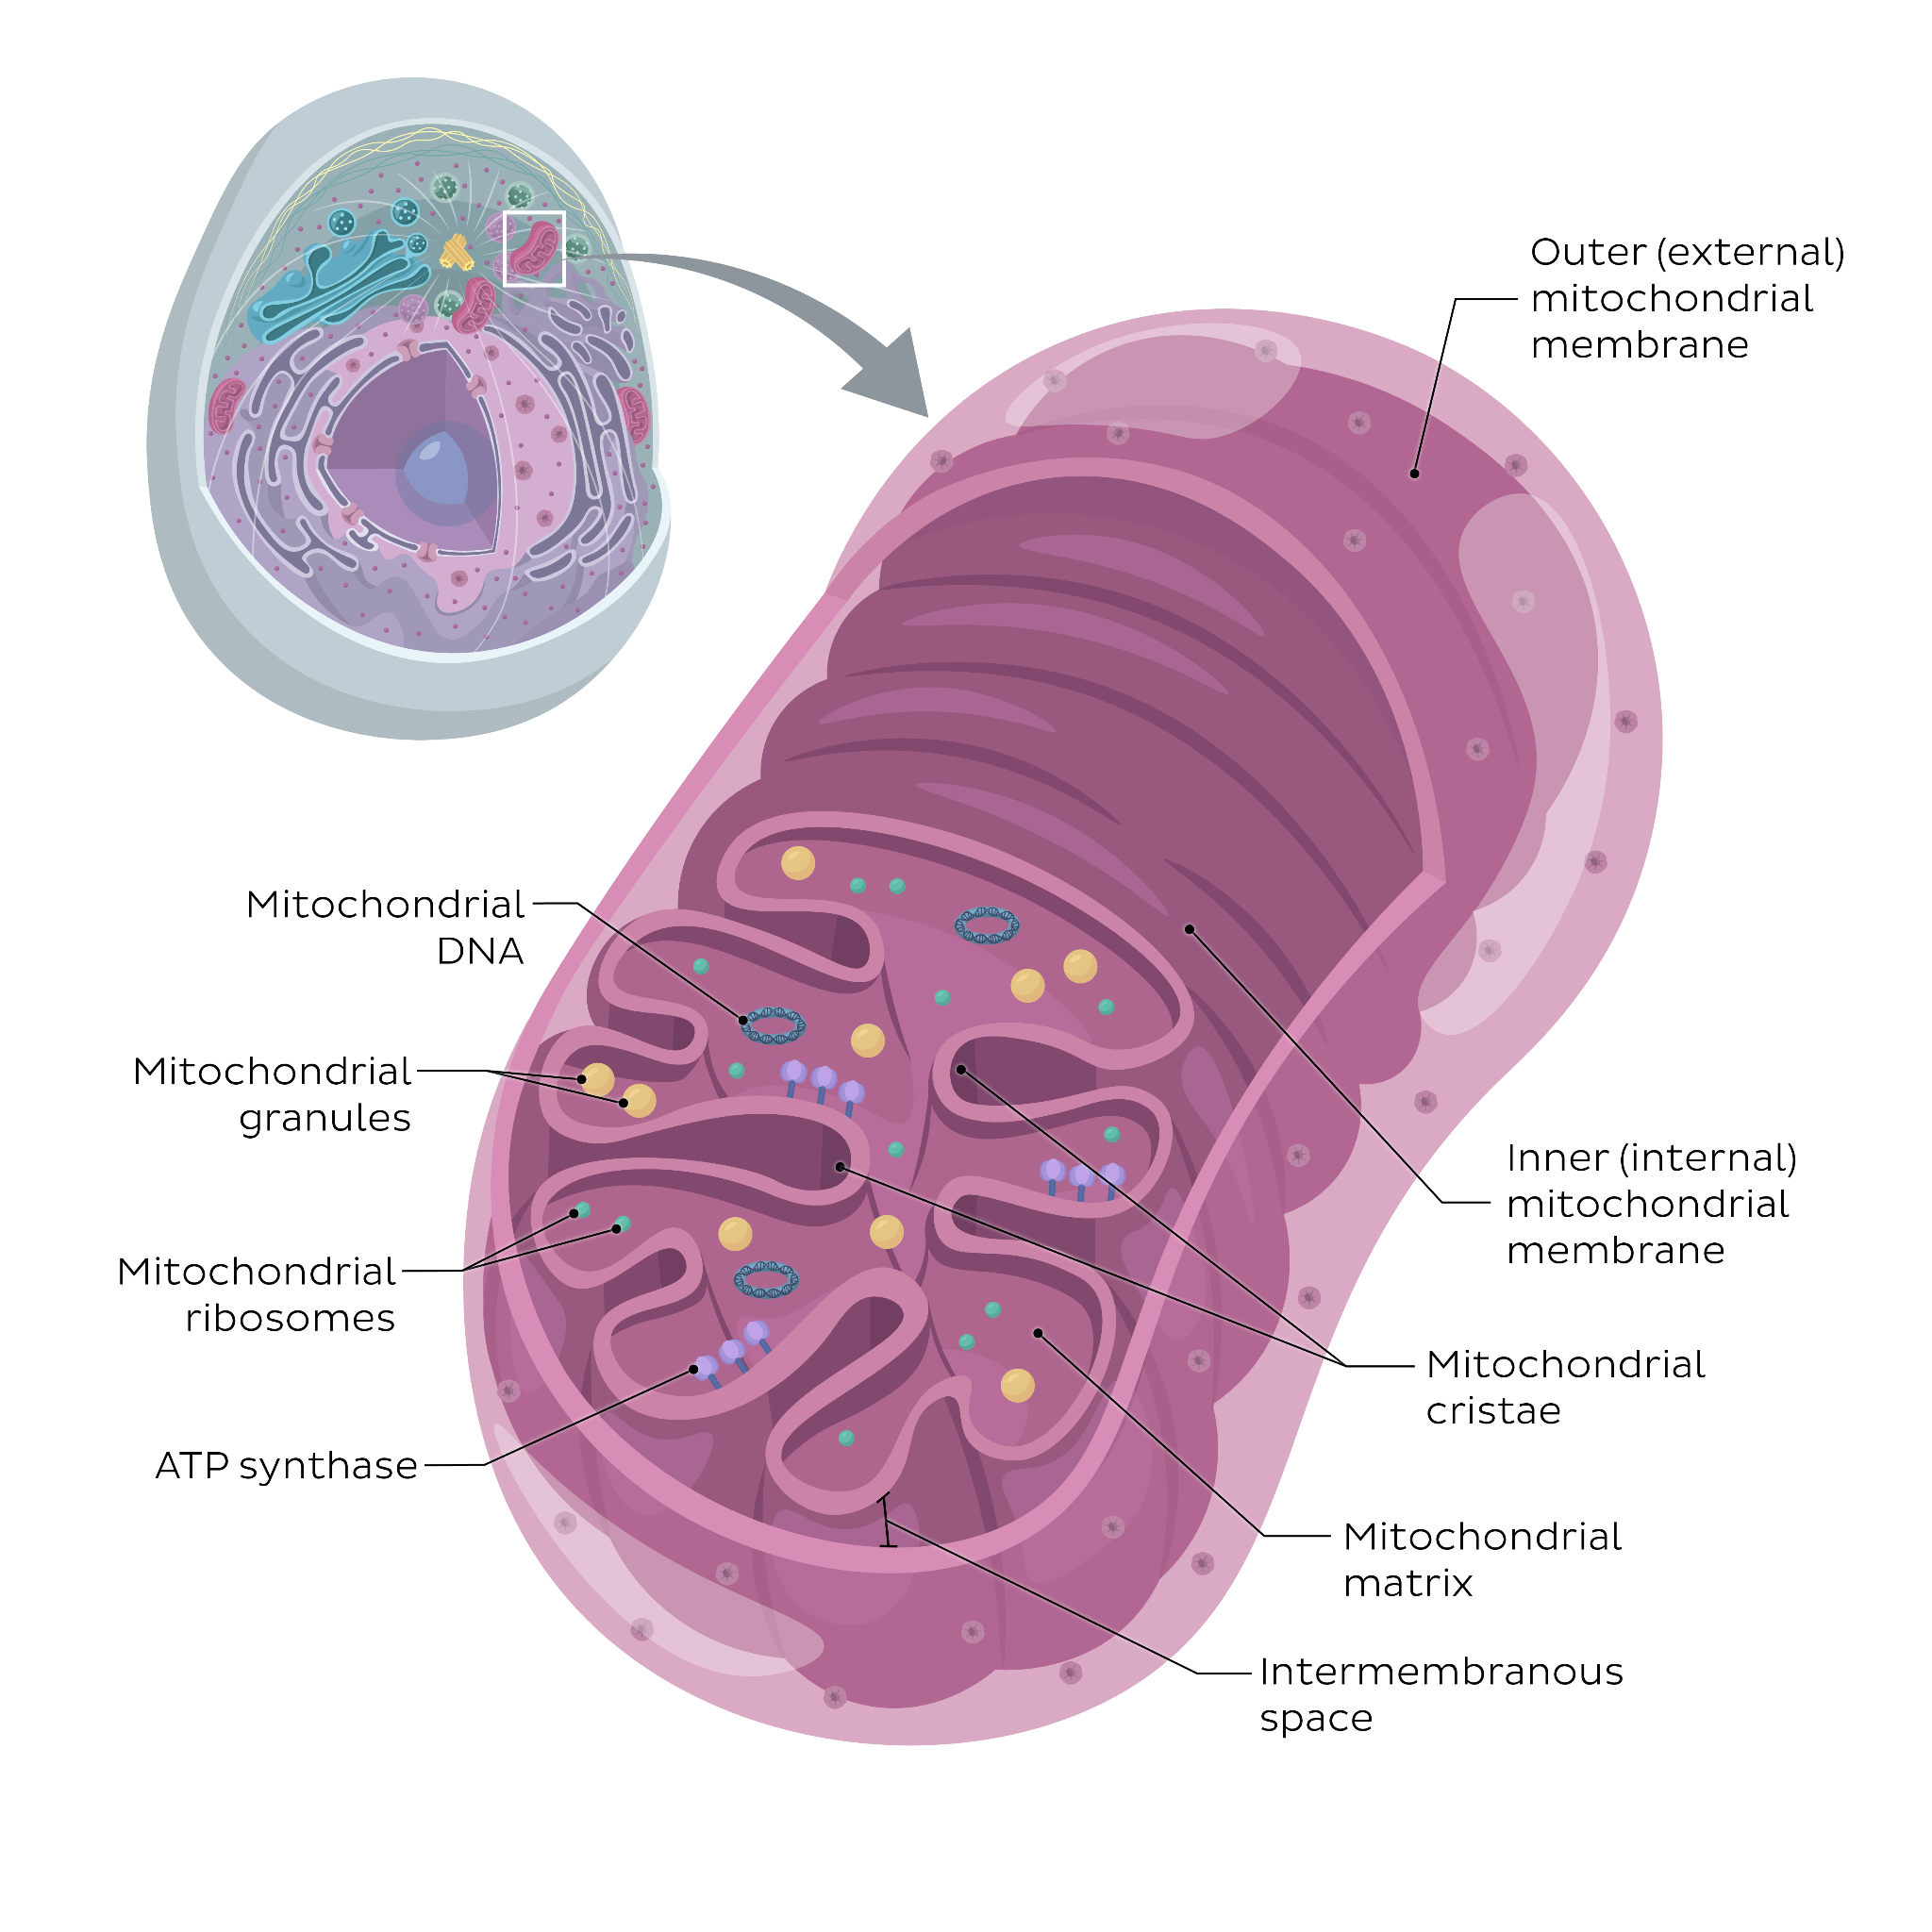 Outer (external)
mitochondrial
membrane
Mitochondrial
DNA
Mitochondrial
granules
Mitochondrial
ribosomes
ATP synthase
Inner (internal)
mitochondrial
membrane
Mitochondrial
cristae
Mitochondrial
matrix
Intermembranous
space